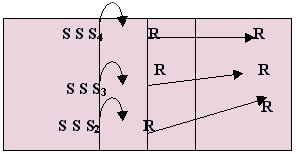 S S S₄ R R
R R
S S S₃
R
S S S₂ R